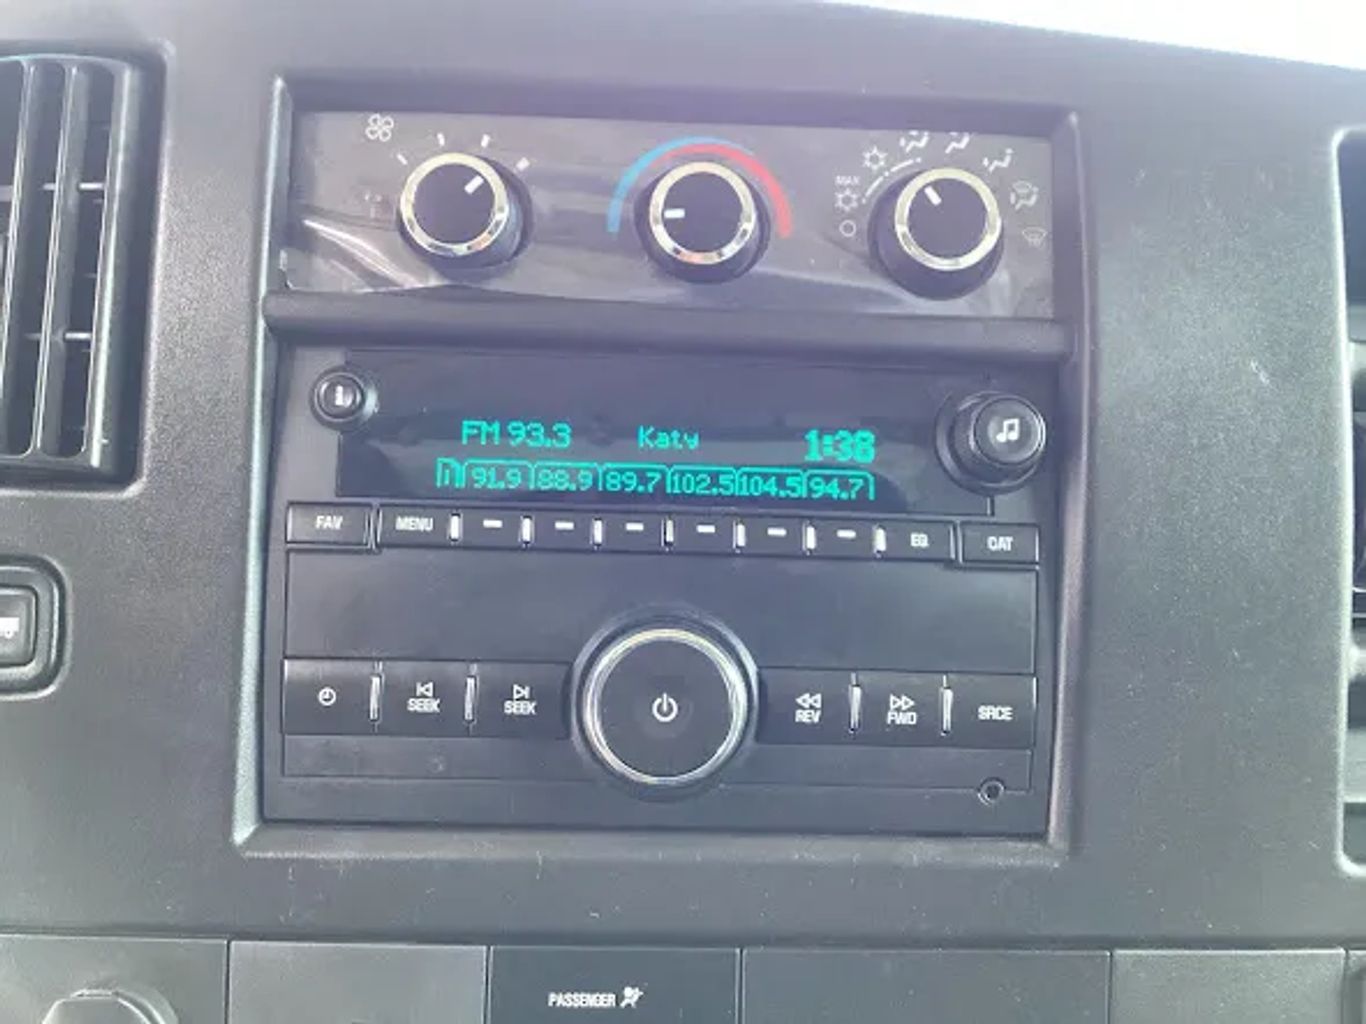 MAX
FM 93.3 Katy 1:38
1 91.9 88.9 89.7 102.5 104.5 94.7
FAV MENU EQ CAT
SEEK SEEK REV FWD SRCE
PASSENGER